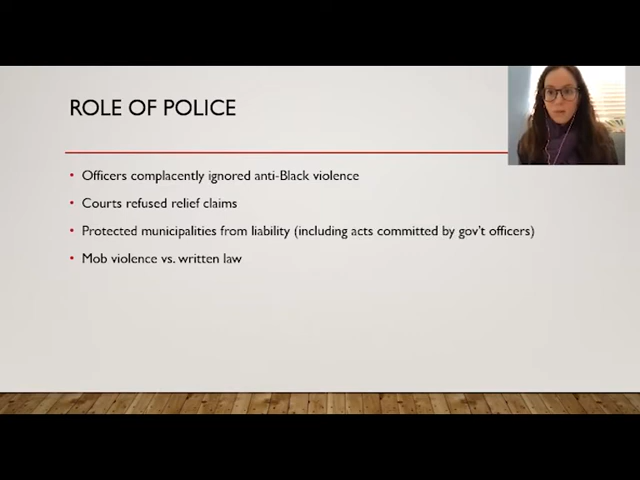 ROLE OF POLICE
• Officers complacently ignored anti-Black violence
• Courts refused relief claims
• Protected municipalities from liability (including acts committed by gov't officers)
• Mob violence vs. written law